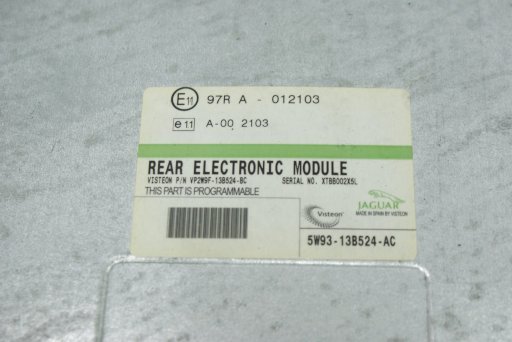 E11 97R A - 012103
e11 A-00 2103
REAR ELECTRONIC MODULE
VISTEON P/N VP2W9F-13B524-BC SERIAL NO. XTBB002X5L
THIS PART IS PROGRAMMABLE
Visteon
JAGUAR
MADE IN SPAIN BY VISTEON
5W93-13B524-AC